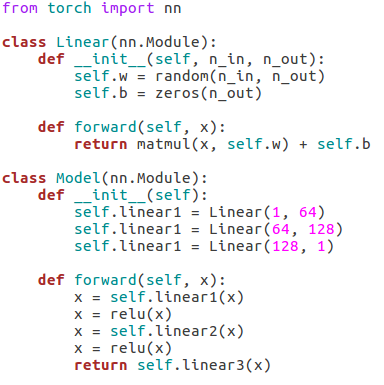 from torch import nn

class Linear(nn.Module):
    def __init__(self, n_in, n_out):
        self.w = random(n_in, n_out)
        self.b = zeros(n_out)

    def forward(self, x):
        return matmul(x, self.w) + self.b

class Model(nn.Module):
    def __init__(self):
        self.linear1 = Linear(1, 64)
        self.linear1 = Linear(64, 128)
        self.linear1 = Linear(128, 1)

    def forward(self, x):
        x = self.linear1(x)
        x = relu(x)
        x = self.linear2(x)
        x = relu(x)
        return self.linear3(x)